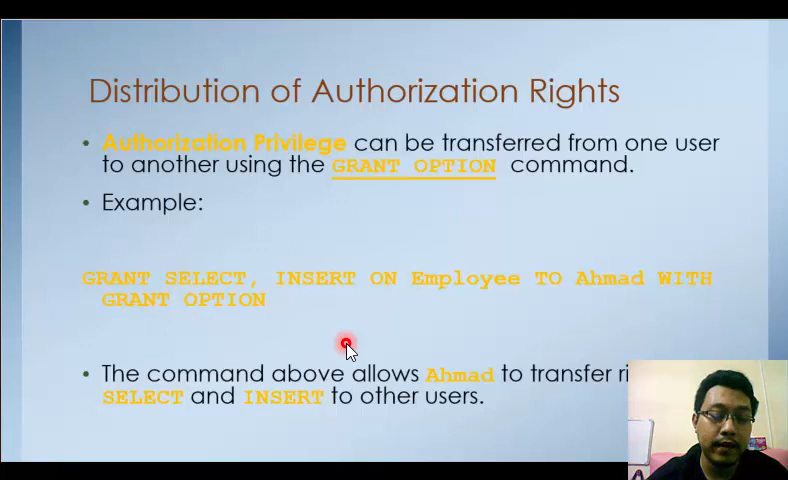 Distribution of Authorization Rights
• Authorization Privilege can be transferred from one user
to another using the GRANT OPTION command.
• Example:
GRANT SELECT, INSERT ON Employee TO Ahmad WITH
GRANT OPTION
• The command above allows Ahmad to transfer
SELECT and INSERT to other users.